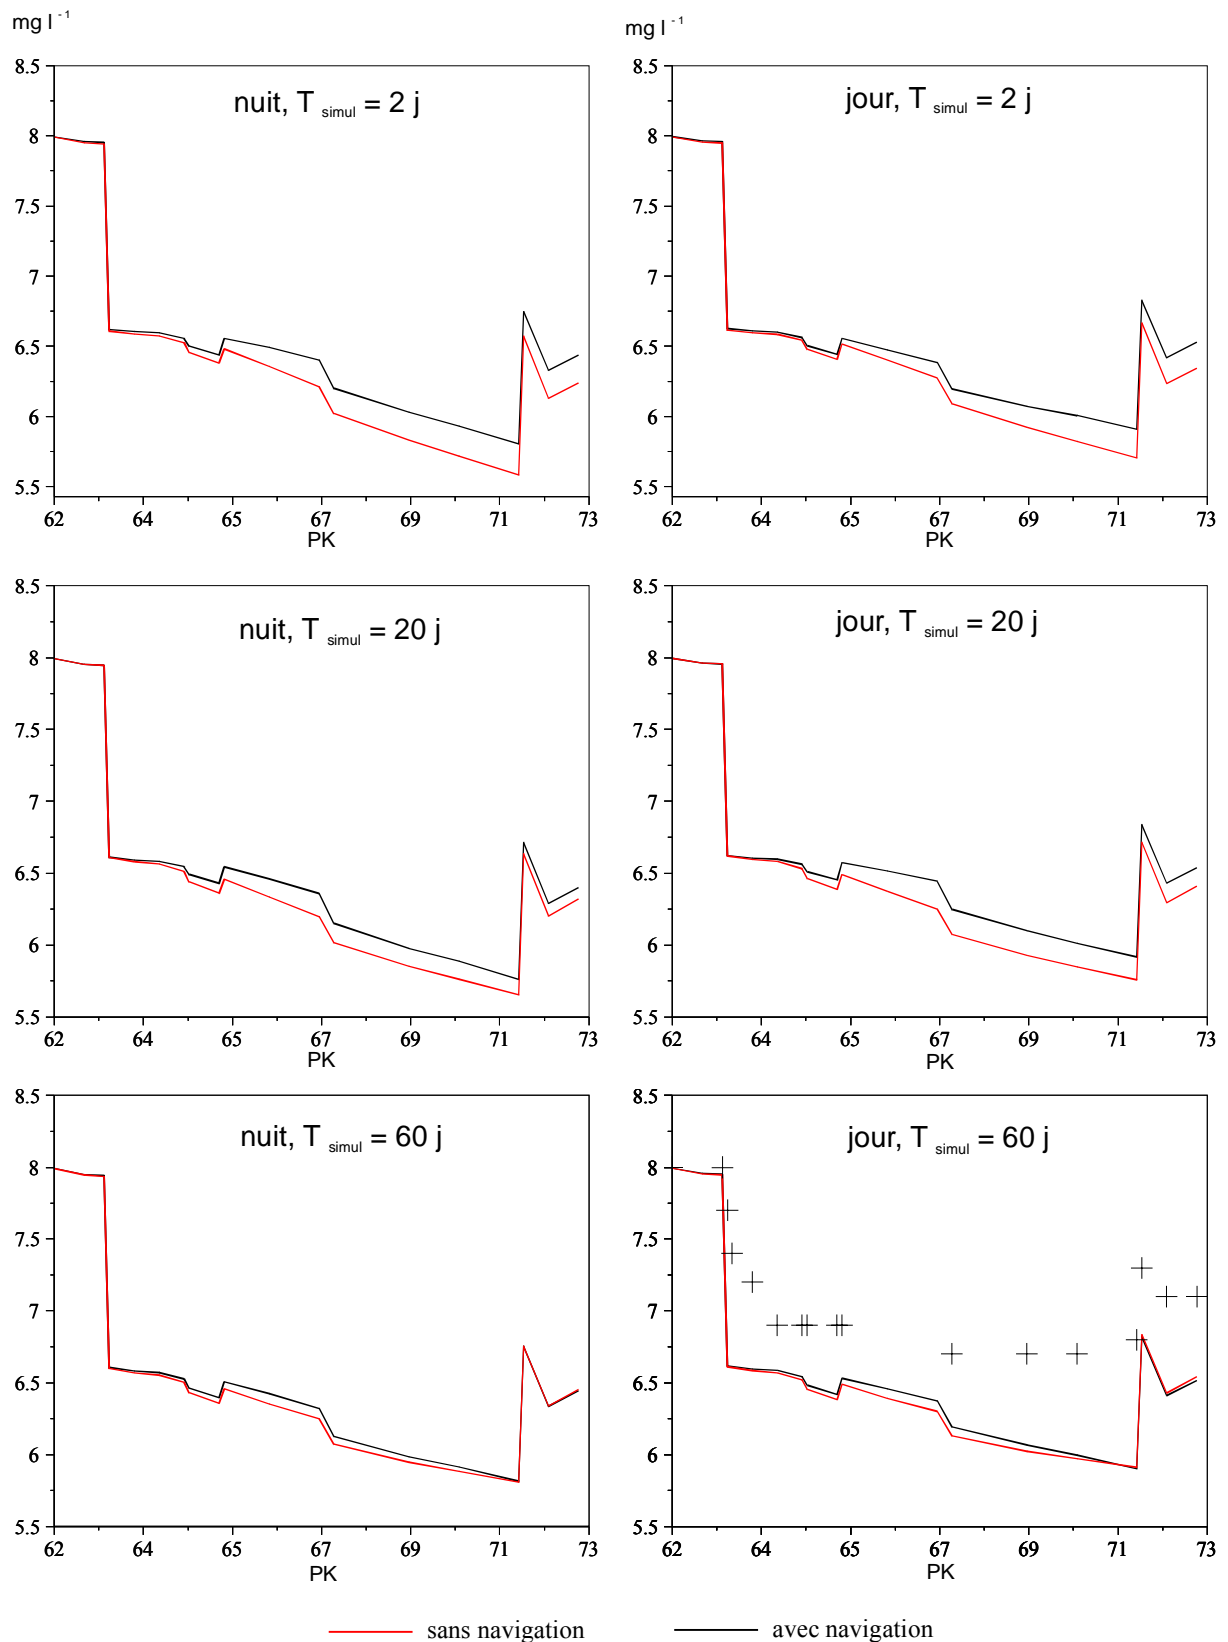 mg l -1
mg l -1
nuit, T simul = 2 j
8.5
8
7.5
7
6.5
6
5.5
62 64 65 67 69 71 73
PK
jour, T simul = 2 j
8.5
8
7.5
7
6.5
6
5.5
62 64 65 67 69 71 73
PK
nuit, T simul = 20 j
8.5
8
7.5
7
6.5
6
5.5
62 64 65 67 69 71 73
PK
jour, T simul = 20 j
8.5
8
7.5
7
6.5
6
5.5
62 64 65 67 69 71 73
PK
nuit, T simul = 60 j
8.5
8
7.5
7
6.5
6
5.5
62 64 65 67 69 71 73
PK
jour, T simul = 60 j
8.5
8
7.5
7
6.5
6
5.5
62 64 65 67 69 71 73
PK
sans navigation
avec navigation